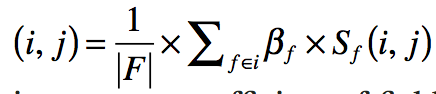 (i, j) = 1/|F| × ∑_{f∈i} β_f × S_f (i, j)